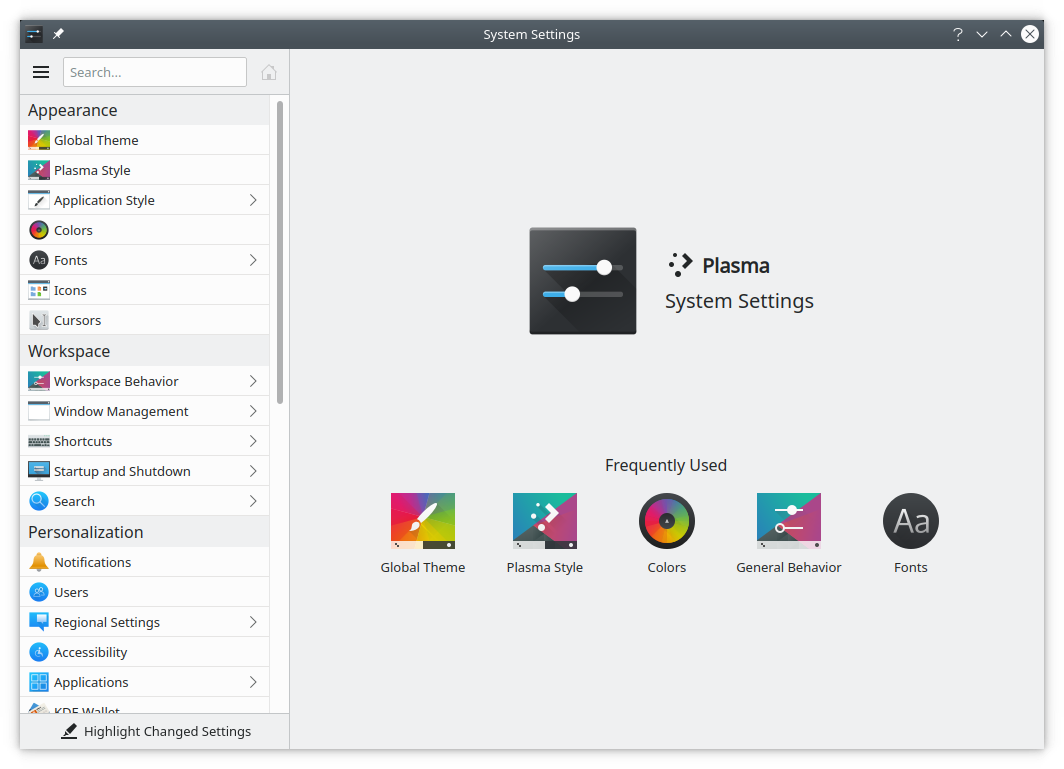 System Settings
Search...
Appearance
Global Theme
Plasma Style
Application Style
Colors
Aa Fonts
Icons
Cursors
Workspace
Workspace Behavior
Window Management
Shortcuts
Startup and Shutdown
Search
Personalization
Notifications
Users
Regional Settings
Accessibility
Applications
KDE Wallet
Highlight Changed Settings
Plasma
System Settings
Frequently Used
Aa
Global Theme Plasma Style Colors General Behavior Fonts